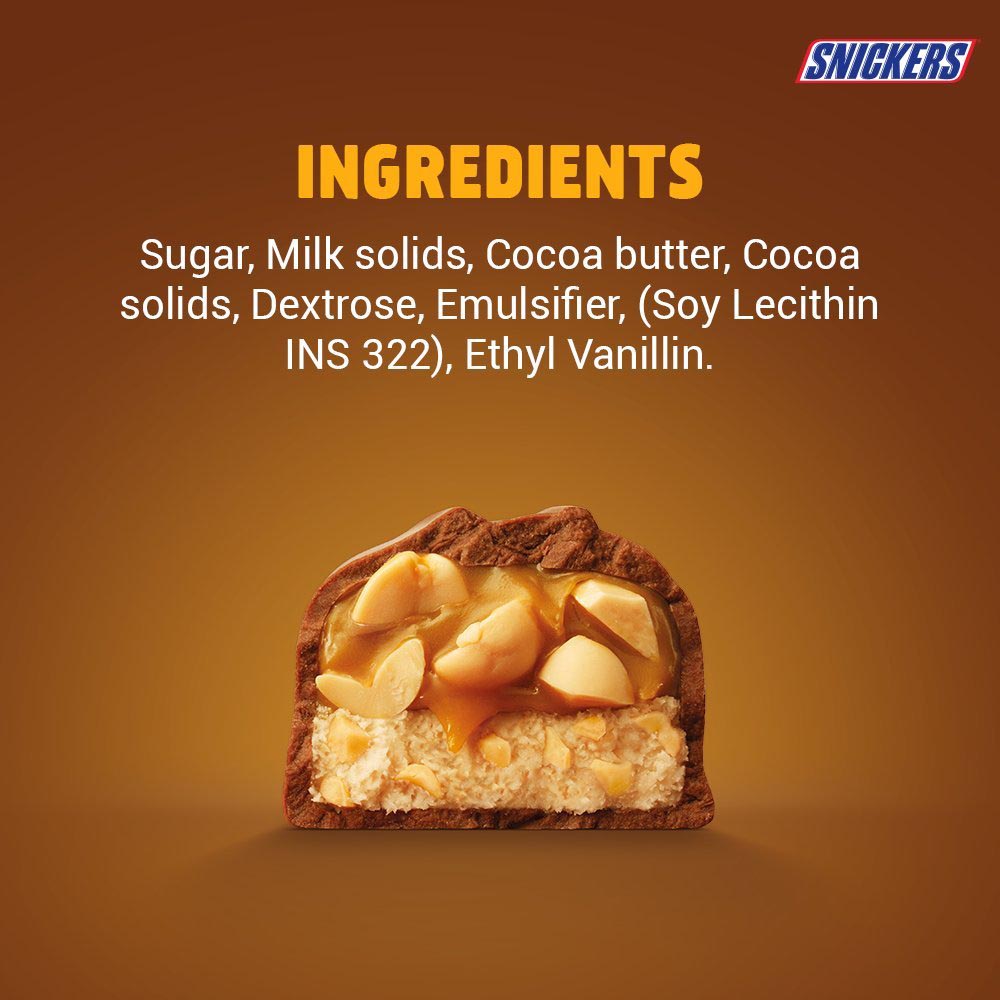 SNICKERS
INGREDIENTS
Sugar, Milk solids, Cocoa butter, Cocoa
solids, Dextrose, Emulsifier, (Soy Lecithin
INS 322), Ethyl Vanillin.